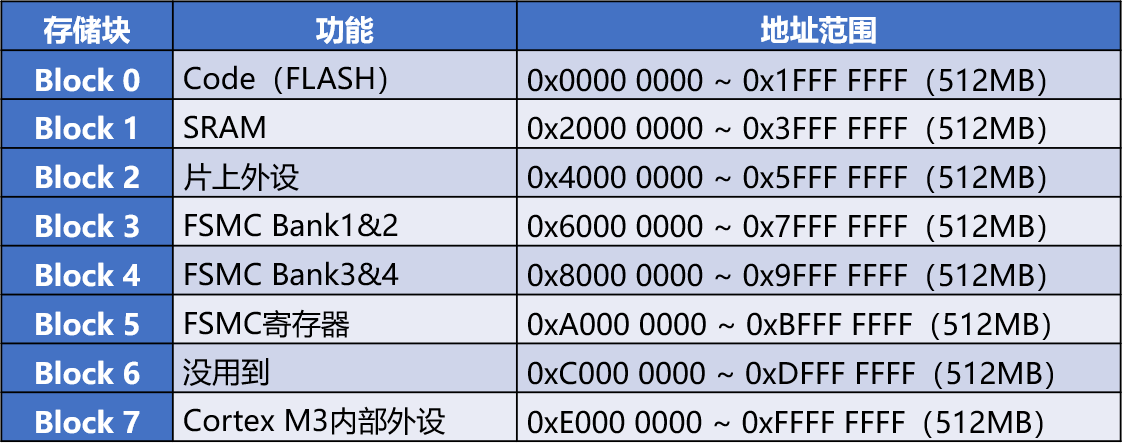 存储块 功能 地址范围
Block 0 Code（FLASH） 0x0000 0000 ~ 0x1FFF FFFF（512MB）
Block 1 SRAM 0x2000 0000 ~ 0x3FFF FFFF（512MB）
Block 2 片上外设 0x4000 0000 ~ 0x5FFF FFFF（512MB）
Block 3 FSMC Bank1&2 0x6000 0000 ~ 0x7FFF FFFF（512MB）
Block 4 FSMC Bank3&4 0x8000 0000 ~ 0x9FFF FFFF（512MB）
Block 5 FSMC寄存器 0xA000 0000 ~ 0xBFFF FFFF（512MB）
Block 6 没用到 0xC000 0000 ~ 0xDFFF FFFF（512MB）
Block 7 Cortex M3内部外设 0xE000 0000 ~ 0xFFFF FFFF（512MB）